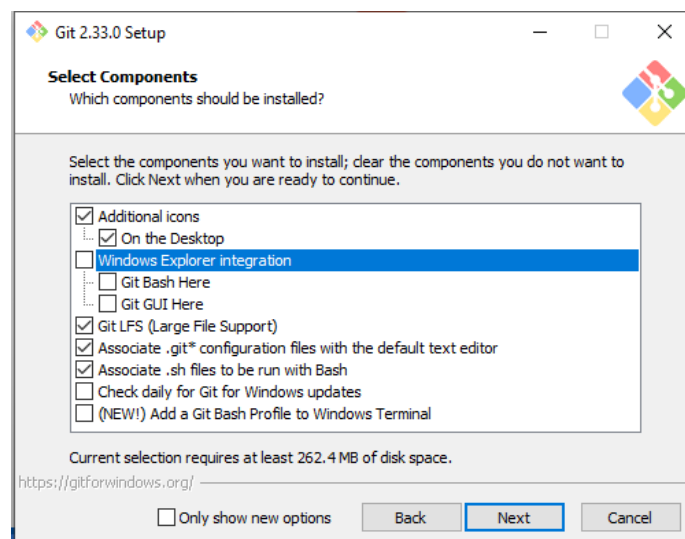 Git 2.33.0 Setup
Select Components
Which components should be installed?
Select the components you want to install; clear the components you do not want to
install. Click Next when you are ready to continue.
Additional icons
On the Desktop
Windows Explorer integration
Git Bash Here
Git GUI Here
Git LFS (Large File Support)
Associate .git* configuration files with the default text editor
Associate .sh files to be run with Bash
Check daily for Git for Windows updates
(NEW!) Add a Git Bash Profile to Windows Terminal
Current selection requires at least 262.4 MB of disk space.
https://gitforwindows.org/
Only show new options Back Next Cancel